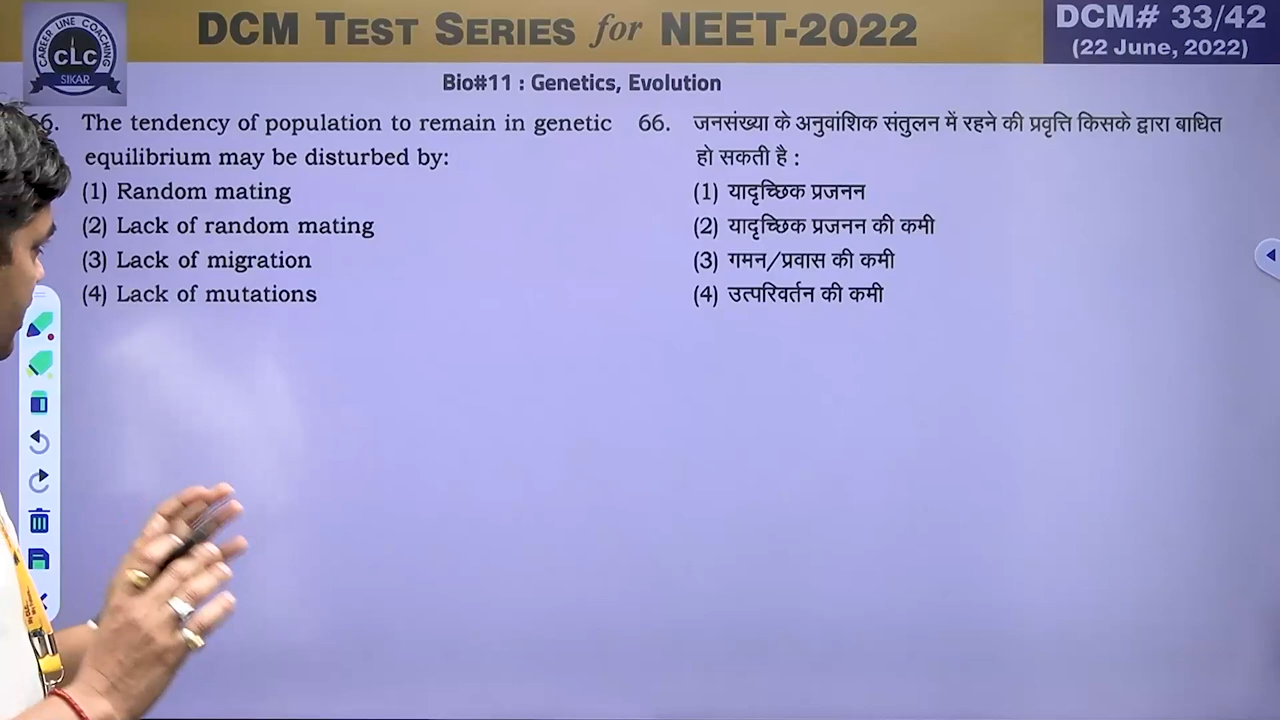 DCM TEST SERIES for NEET-2022
DCM# 33/42
(22 June, 2022)
CAREER LINE COACHING
CLC
SIKAR
Bio#11 : Genetics, Evolution
66. The tendency of population to remain in genetic
equilibrium may be disturbed by:
(1) Random mating
(2) Lack of random mating
(3) Lack of migration
(4) Lack of mutations
66. जनसंख्या के अनुवांशिक संतुलन में रहने की प्रवृत्ति किसके द्वारा बाधित
हो सकती है :
(1) यादृच्छिक प्रजनन
(2) यादृच्छिक प्रजनन की कमी
(3) गमन/प्रवास की कमी
(4) उत्परिवर्तन की कमी